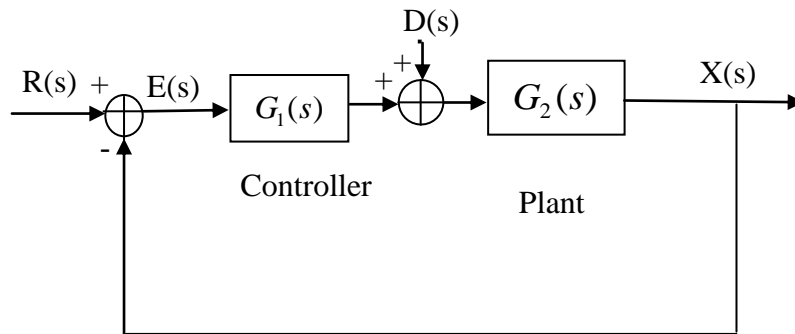 D(s)
R(s)
+
E(s)
G₁(s)
+
+
G₂(s)
X(s)
-
Controller
Plant